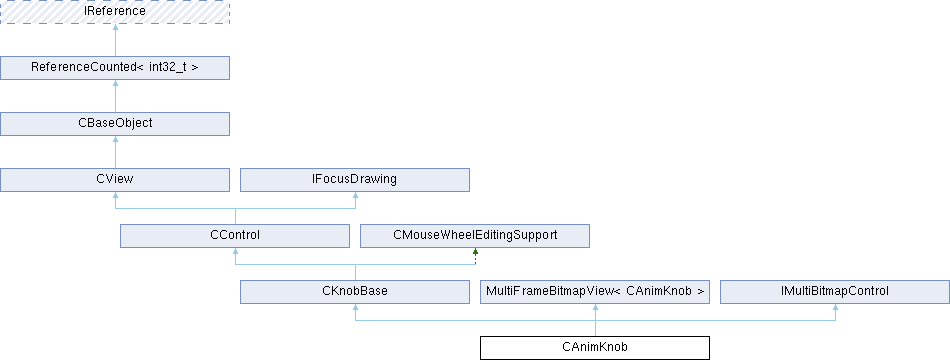 IReference
ReferenceCounted< int32_t >
CBaseObject
CView
IFocusDrawing
CControl
CMouseWheelEditingSupport
CKnobBase
MultiFrameBitmapView< CAnimKnob >
IMultiBitmapControl
CAnimKnob